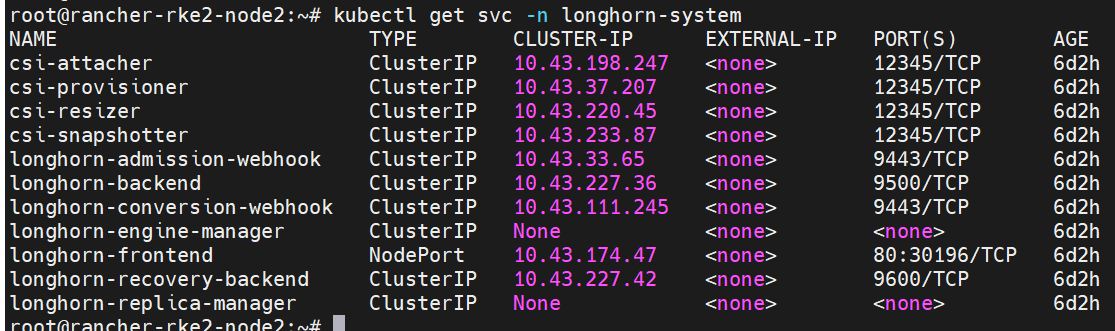 root@rancher-rke2-node2:~# kubectl get svc -n longhorn-system
NAME TYPE CLUSTER-IP EXTERNAL-IP PORT(S) AGE
csi-attacher ClusterIP 10.43.198.247 <none> 12345/TCP 6d2h
csi-provisioner ClusterIP 10.43.37.207 <none> 12345/TCP 6d2h
csi-resizer ClusterIP 10.43.220.45 <none> 12345/TCP 6d2h
csi-snapshotter ClusterIP 10.43.233.87 <none> 12345/TCP 6d2h
longhorn-admission-webhook ClusterIP 10.43.33.65 <none> 9443/TCP 6d2h
longhorn-backend ClusterIP 10.43.227.36 <none> 9500/TCP 6d2h
longhorn-conversion-webhook ClusterIP 10.43.111.245 <none> 9443/TCP 6d2h
longhorn-engine-manager ClusterIP None <none> <none> 6d2h
longhorn-frontend NodePort 10.43.174.47 <none> 80:30196/TCP 6d2h
longhorn-recovery-backend ClusterIP 10.43.227.42 <none> 9600/TCP 6d2h
longhorn-replica-manager ClusterIP None <none> <none> 6d2h
root@rancher-rke2-node2:~#